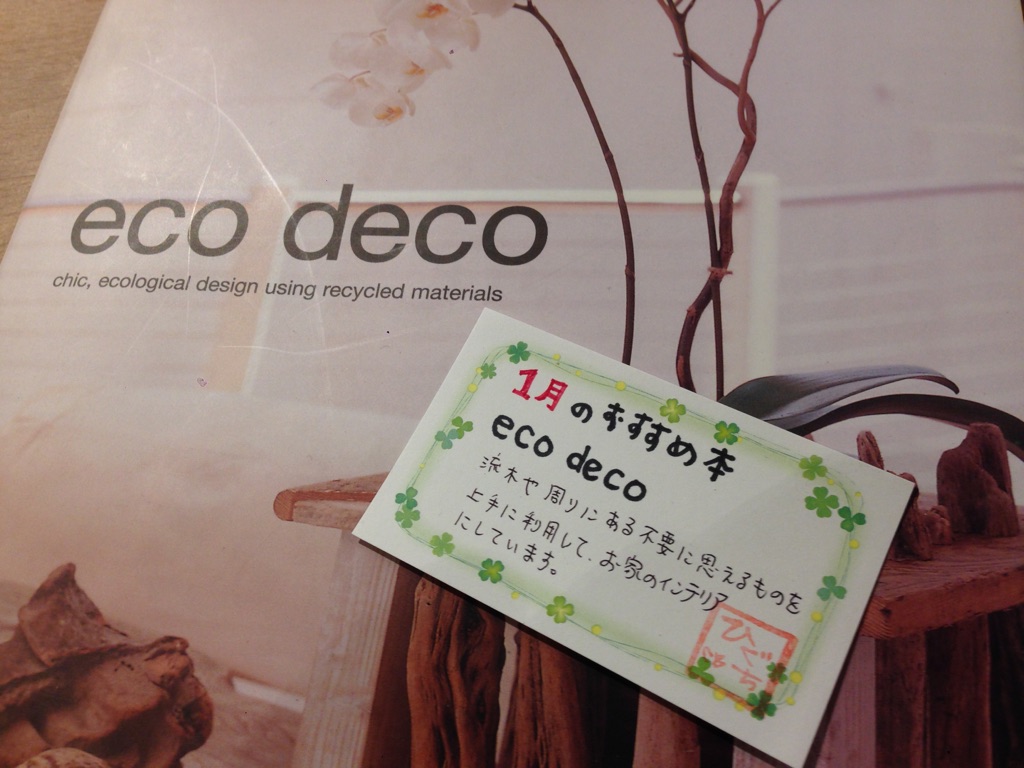 eco deco
chic, ecological design using recycled materials
1月のおすすめ本
eco deco
流木や周りにある不要に思えるものを
上手に利用して、お家のインテリア
にしています。
ひぐち